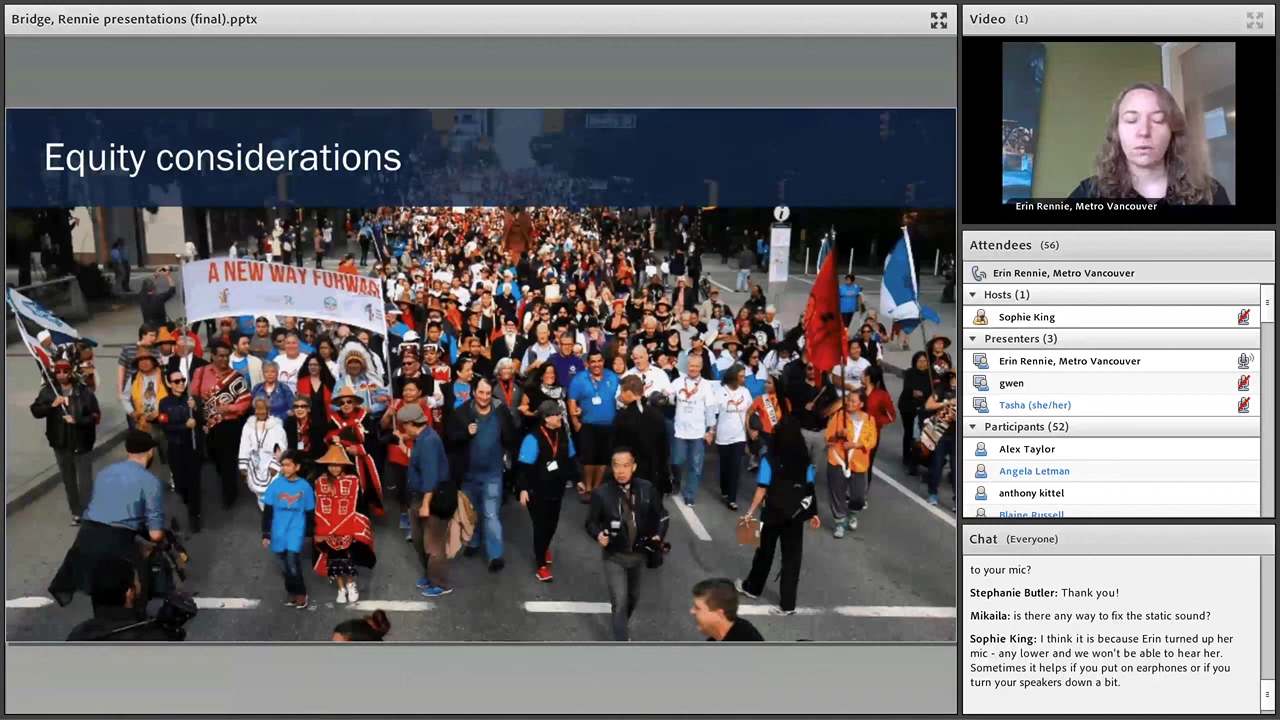 Bridge, Rennie presentations (final).pptx
Equity considerations
A NEW WAY FORWARD
Video (1)
Erin Rennie, Metro Vancouver
Attendees (56)
Erin Rennie, Metro Vancouver
Hosts (1)
Sophie King
Presenters (3)
Erin Rennie, Metro Vancouver
gwen
Tasha (she/her)
Participants (52)
Alex Taylor
Angela Letman
anthony kittel
Blaine Russell
Chat (Everyone)
to your mic?
Stephanie Butler: Thank you!
Mikaila: is there any way to fix the static sound?
Sophie King: I think it is because Erin turned up her
mic - any lower and we won't be able to hear her.
Sometimes it helps if you put on earphones or if you
turn your speakers down a bit.